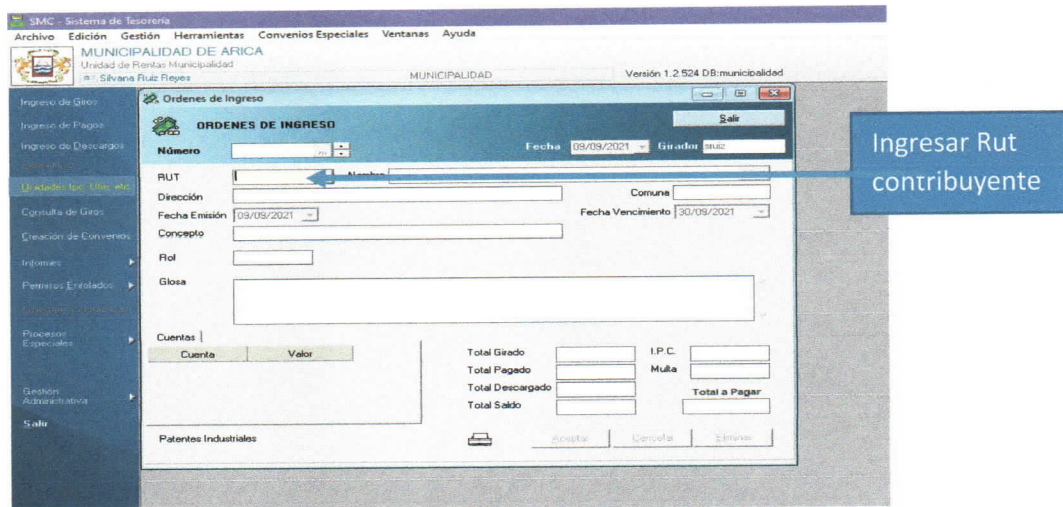 SMC - Sistema de Tesorería
Archivo Edición Gestión Herramientas Convenios Especiales Ventanas Ayuda
MUNICIPALIDAD DE ARICA
Unidad de Rentas Municipalidad
Silvana Ruiz Reyes
MUNICIPALIDAD
Versión 1.2.524 DB:municipalidad
Ingreso de Giros
Ingreso de Pagos
Ingreso de Descargos
Consulta de Giros
Creación de Convenios
Informes
Permisos Enrolados
Procesos
Especiales
Gestión
Administrativa
Salir
Ordenes de Ingreso
ORDENES DE INGRESO
Salir
Número
Fecha 09/09/2021 Girador sruiz
RUT Nombre
Dirección Comuna
Fecha Emisión 09/09/2021 Fecha Vencimiento 30/09/2021
Concepto
Rol
Glosa
Cuentas
Cuenta Valor
Total Girado I.P.C.
Total Pagado Multa
Total Descargado Total a Pagar
Total Saldo
Patentes Industriales
Aceptar Cancelar Eliminar
Ingresar Rut
contribuyente